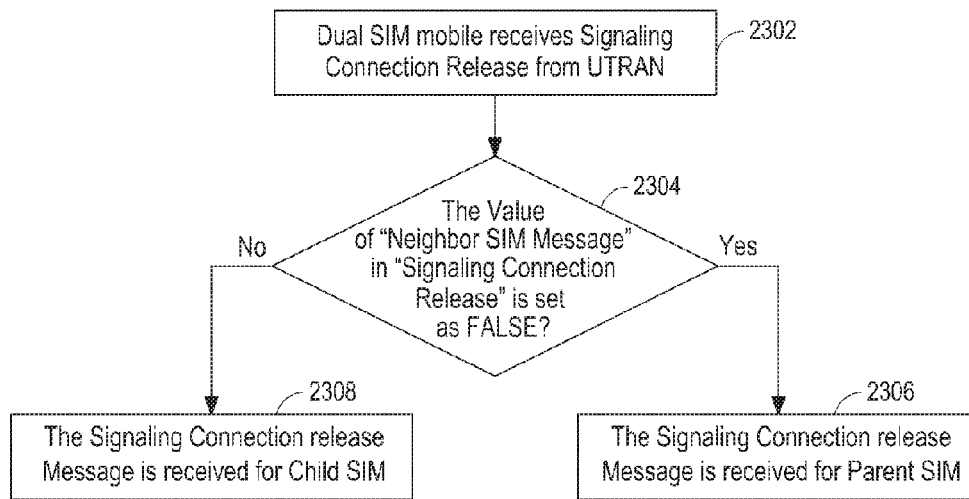 Dual SIM mobile receives Signaling
Connection Release from UTRAN
2302
2304
The Value
of "Neighbor SIM Message"
in "Signaling Connection
Release" is set
as FALSE?
No
Yes
2308
The Signaling Connection release
Message is received for Child SIM
2306
The Signaling Connection release
Message is received for Parent SIM